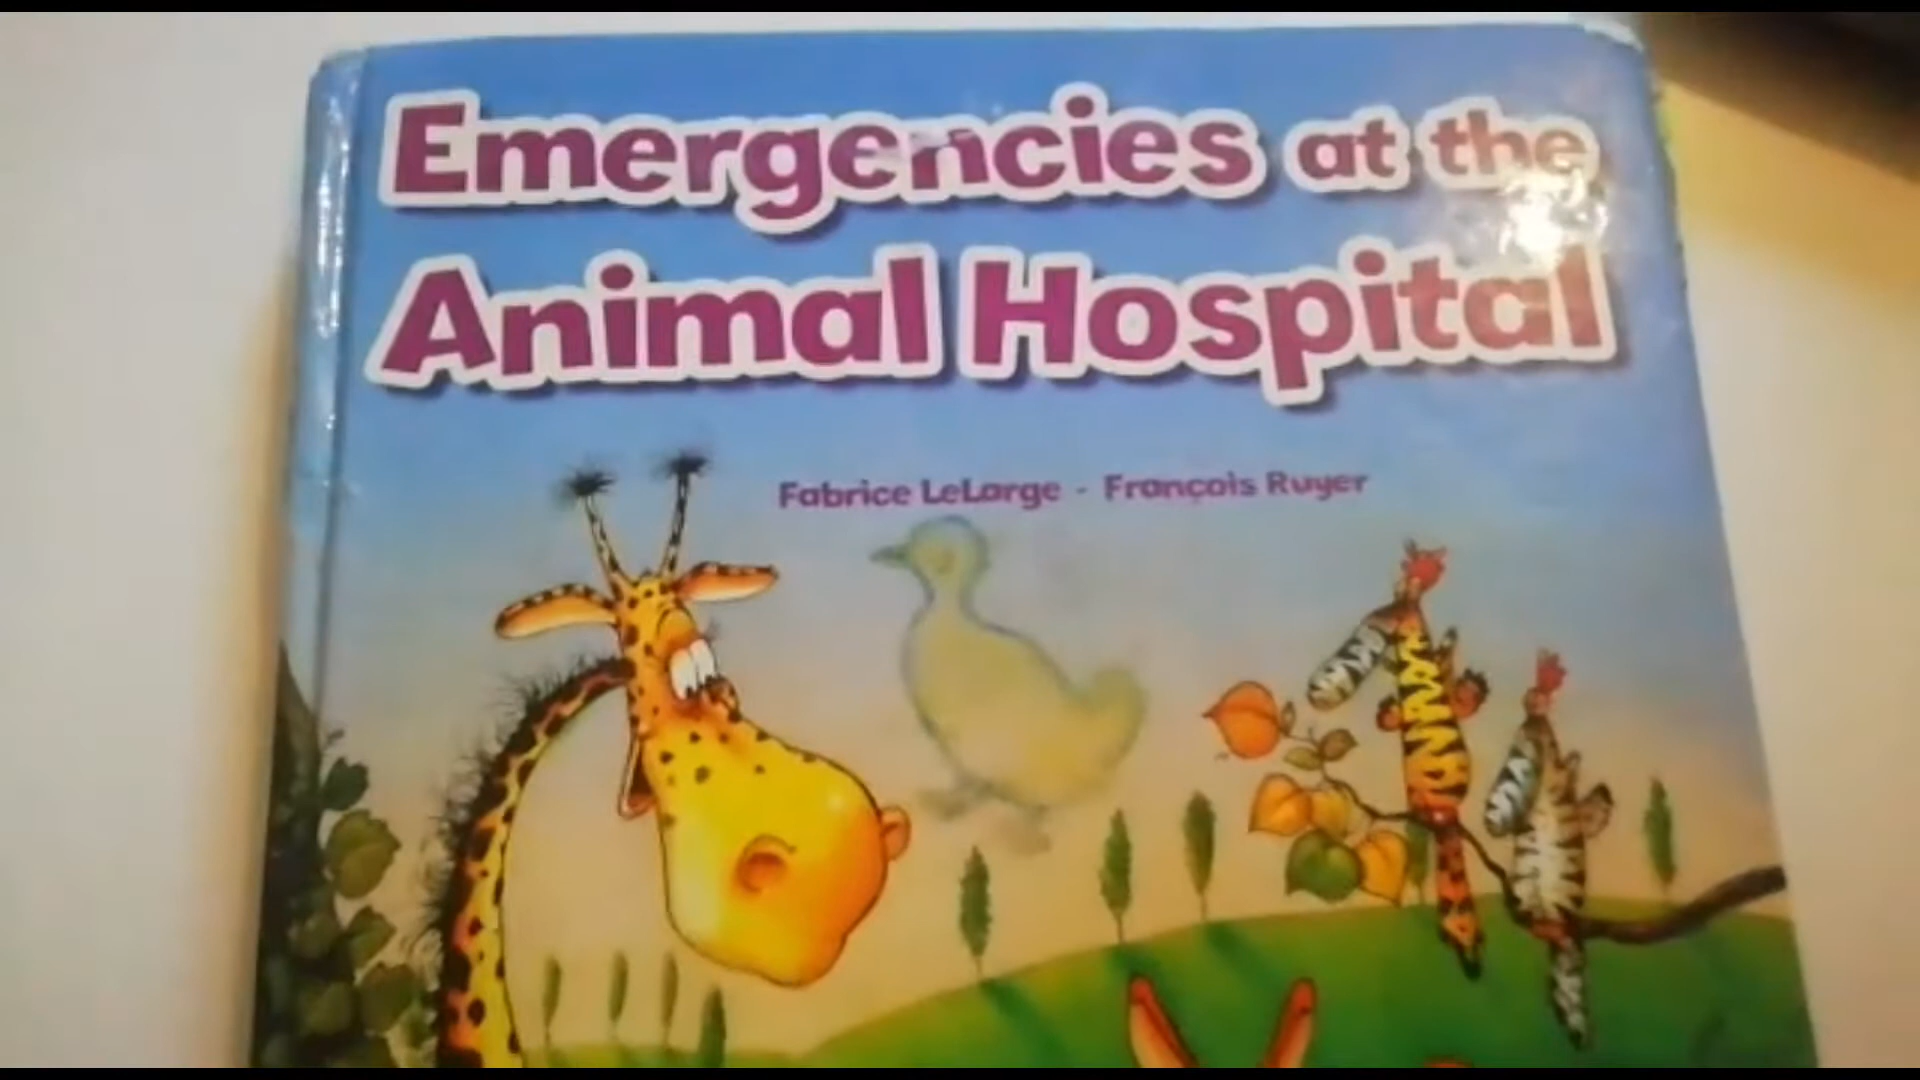 Emergencies at the
Animal Hospital
Fabrice LeLarge - François Ruyer